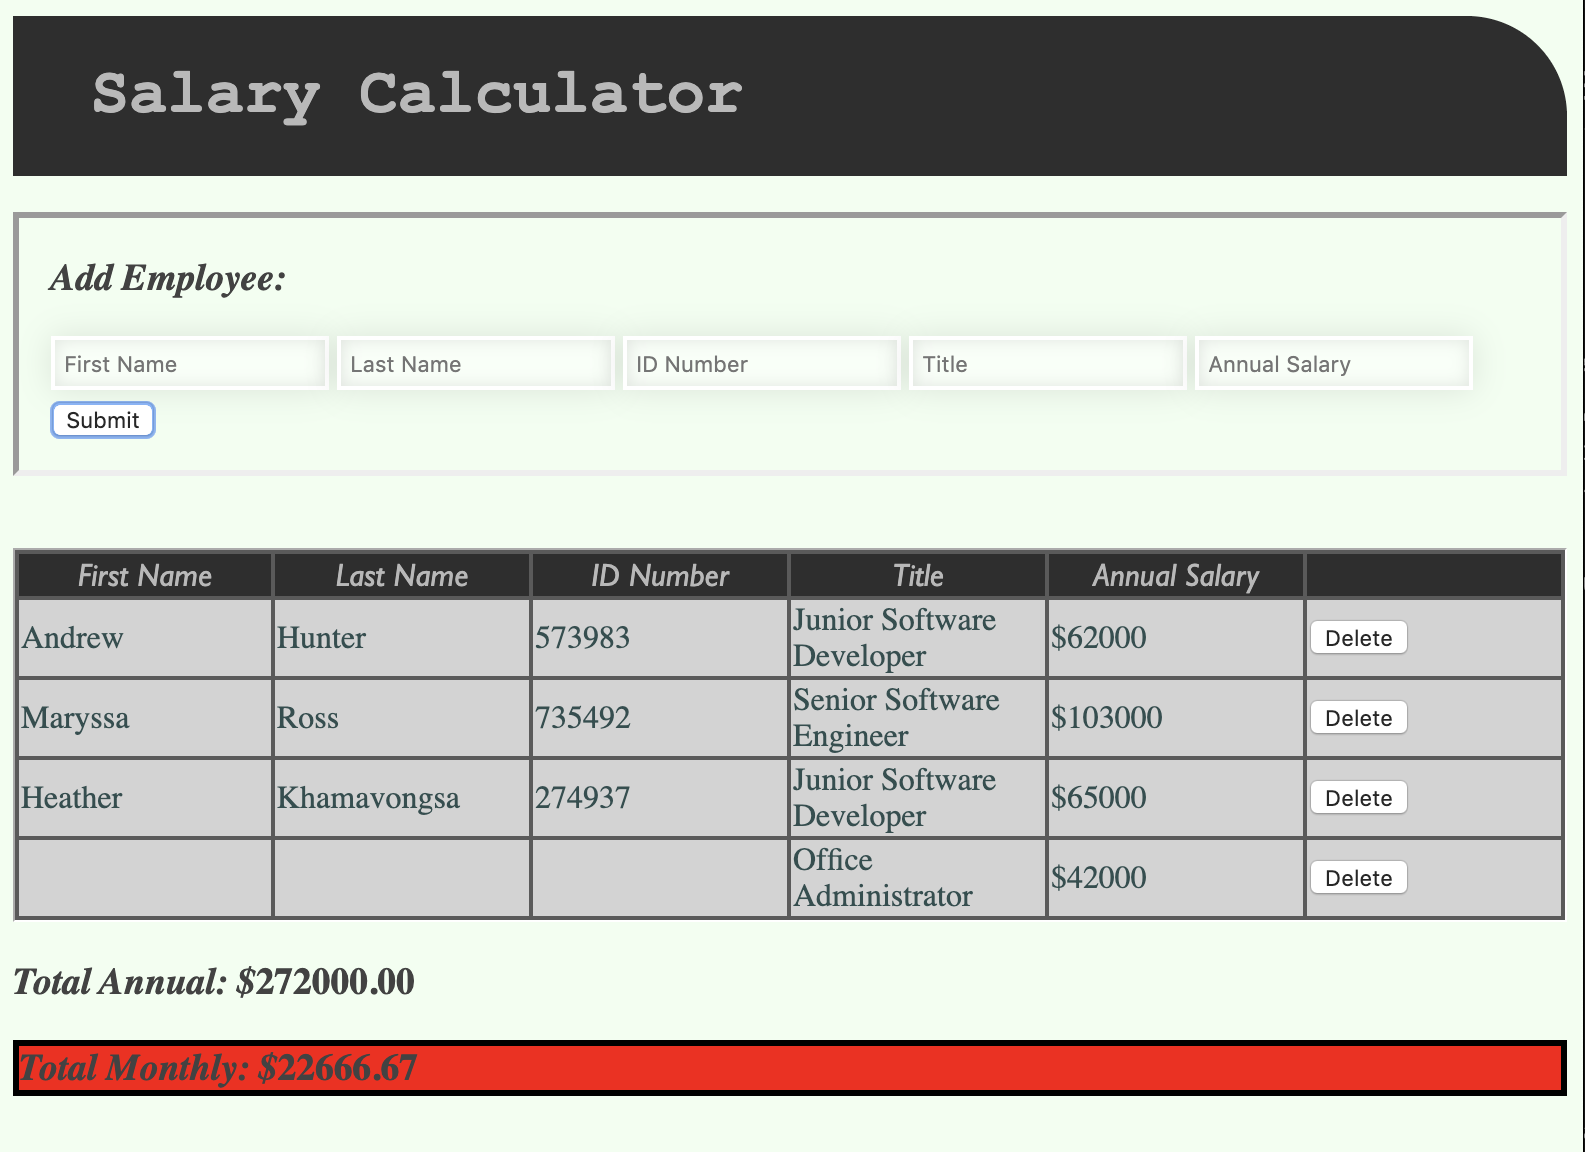 Salary Calculator
Add Employee:
First Name Last Name ID Number Title Annual Salary
Submit
First Name Last Name ID Number Title Annual Salary
Andrew Hunter 573983 Junior Software Developer $62000 Delete
Maryssa Ross 735492 Senior Software Engineer $103000 Delete
Heather Khamavongsa 274937 Junior Software Developer $65000 Delete
Office Administrator $42000 Delete
Total Annual: $272000.00
Total Monthly: $22666.67